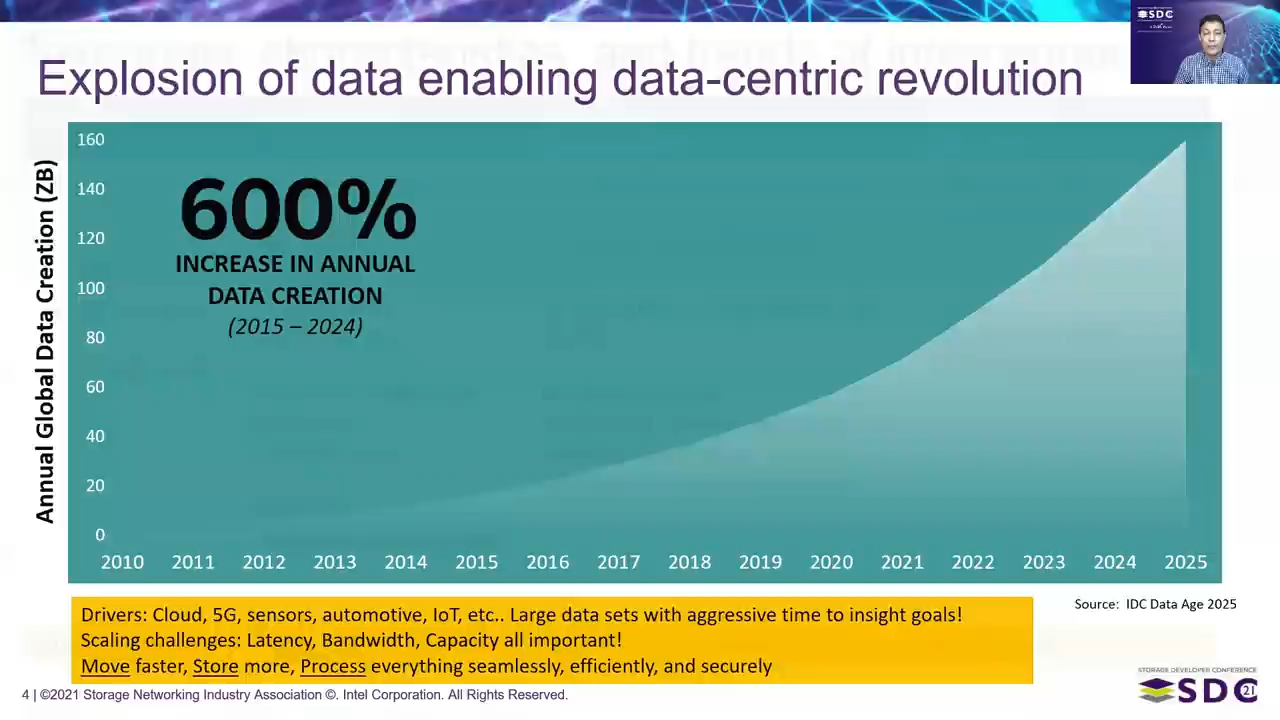 SDC
Explosion of data enabling data-centric revolution
Annual Global Data Creation (ZB)
160
140
120
100
80
60
40
20
0
600%
INCREASE IN ANNUAL
DATA CREATION
(2015 – 2024)
2010 2011 2012 2013 2014 2015 2016 2017 2018 2019 2020 2021 2022 2023 2024 2025
Drivers: Cloud, 5G, sensors, automotive, IoT, etc.. Large data sets with aggressive time to insight goals!
Scaling challenges: Latency, Bandwidth, Capacity all important!
Move faster, Store more, Process everything seamlessly, efficiently, and securely
Source: IDC Data Age 2025
4 | ©2021 Storage Networking Industry Association ©. Intel Corporation. All Rights Reserved.
STORAGE DEVELOPER CONFERENCE
SDC 21